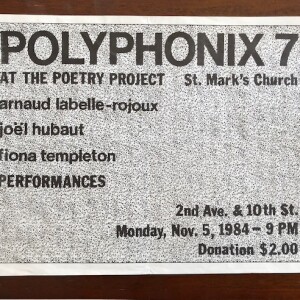 POLYPHONIX 7
AT THE POETRY PROJECT St. Mark's Church
arnaud labelle-rojoux
joël hubaut
fiona templeton
PERFORMANCES
2nd Ave. & 10th St.
Monday, Nov. 5, 1984 – 9 PM
Donation $2.00